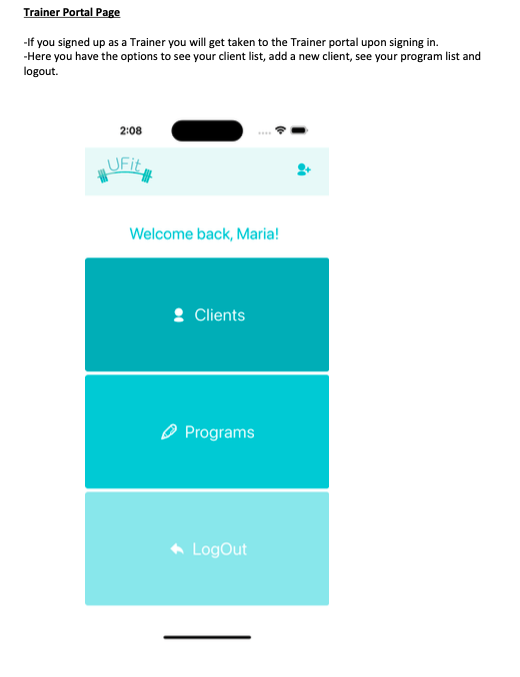 Trainer Portal Page
-If you signed up as a Trainer you will get taken to the Trainer portal upon signing in.
-Here you have the options to see your client list, add a new client, see your program list and
logout.
2:08
UFit
Welcome back, Maria!
Clients
Programs
LogOut